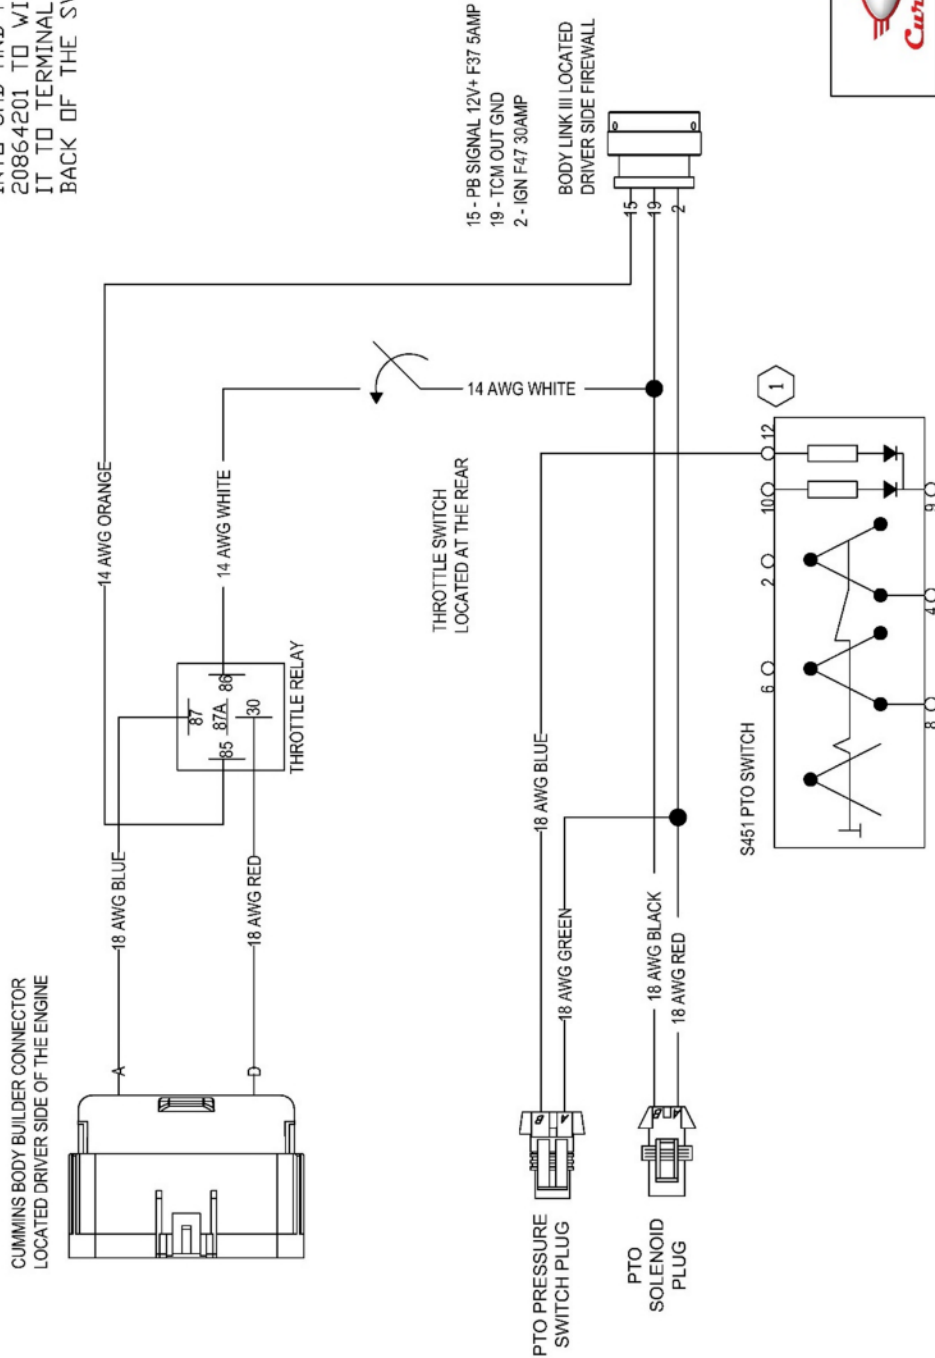 20864201 TO
IT TO TERMINAL
BACK OF THE
15 - PB SIGNAL 12V+ F37 5AMP
19 - TCM OUT GND
2 - IGN F47 30AMP
BODY LINK III LOCATED
DRIVER SIDE FIREWALL
15
19
2
14 AWG ORANGE
14 AWG WHITE
14 AWG WHITE
THROTTLE SWITCH
LOCATED AT THE REAR
87
87A
86
85
30
THROTTLE RELAY
18 AWG BLUE
18 AWG RED
CUMMINS BODY BUILDER CONNECTOR
LOCATED DRIVER SIDE OF THE ENGINE
A
D
18 AWG BLUE
18 AWG GREEN
18 AWG BLACK
18 AWG RED
B
A
B
A
PTO PRESSURE
SWITCH PLUG
PTO
SOLENOID
PLUG
S451 PTO SWITCH
1
12
10
2
6
9
4
8